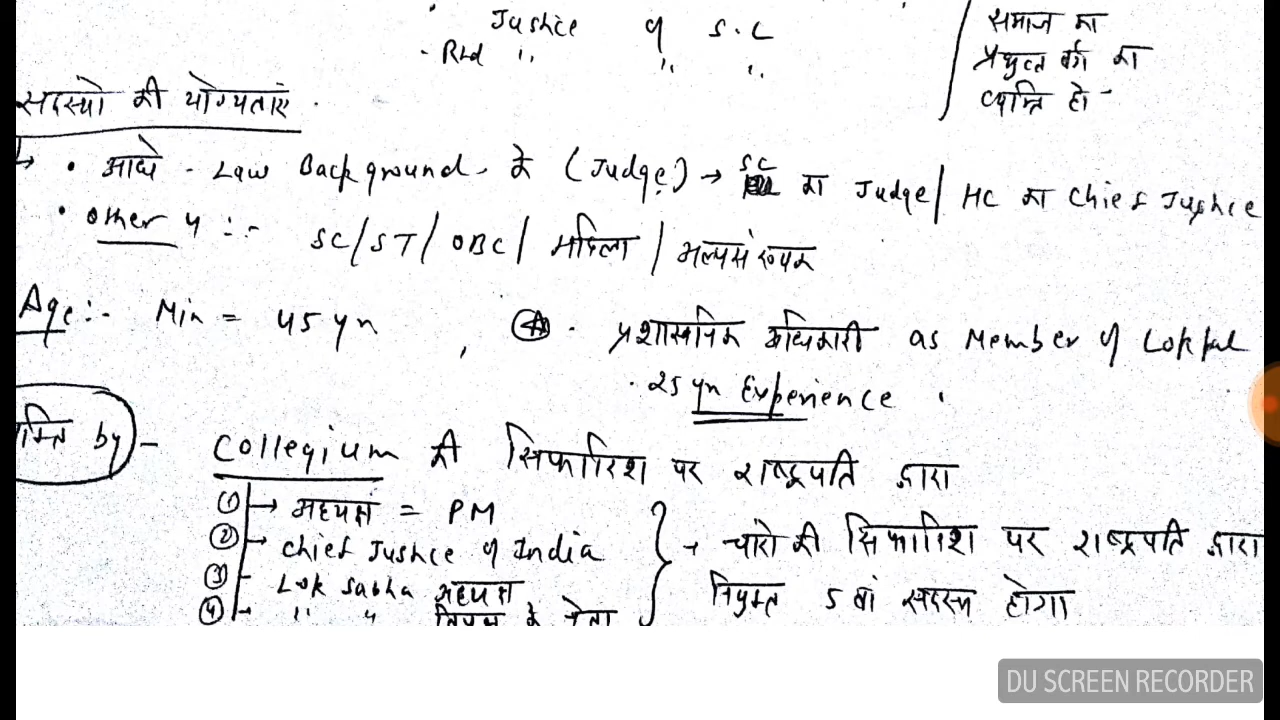 Justice of S.C
- Rtd " " "
समाज का
प्रबुद्ध वर्ग का
व्यक्ति हो -
सदस्यो की योग्यताएं .
→ • आधे - Law Background के (Judge) → SC का Judge/ HC का Chief Justice
• other में :- SC/ST/ OBC/ महिला / अल्पसंख्यक
Age :- Min = 45 yrs
प्रशासनिक अधिकारी as Member of Lokpal
. 25 yrs Experience .
by - Collegium की सिफारिश पर राष्ट्रपति द्वारा
① → अध्यक्ष = PM
② → Chief Justice of India
③ - Lok Sabha अध्यक्ष
④ → " " विपक्ष के नेता
→ चारो की सिफारिश पर राष्ट्रपति द्वारा
नियुक्त 5 वां सदस्य होगा
DU SCREEN RECORDER